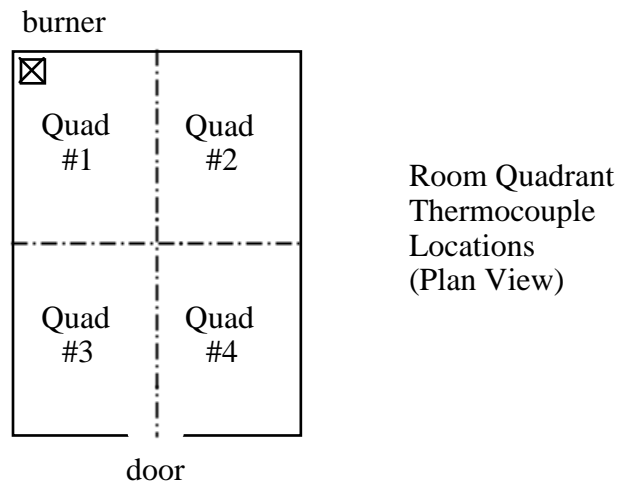 burner
Quad
#1
Quad
#2
Room Quadrant
Thermocouple
Locations
(Plan View)
Quad
#3
Quad
#4
door